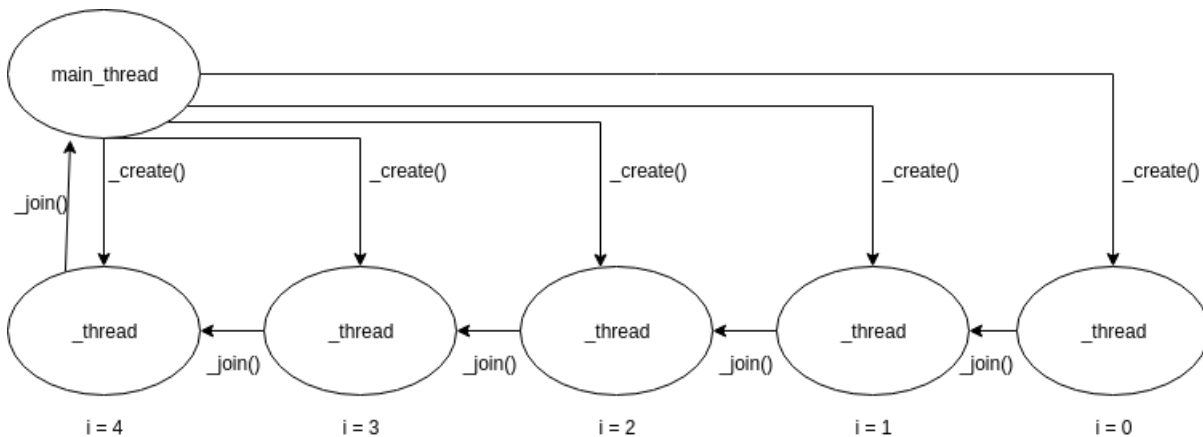 main_thread
_create()
_create()
_create()
_create()
_create()
_join()
_thread
_thread
_thread
_thread
_thread
_join()
_join()
_join()
_join()
i = 4
i = 3
i = 2
i = 1
i = 0